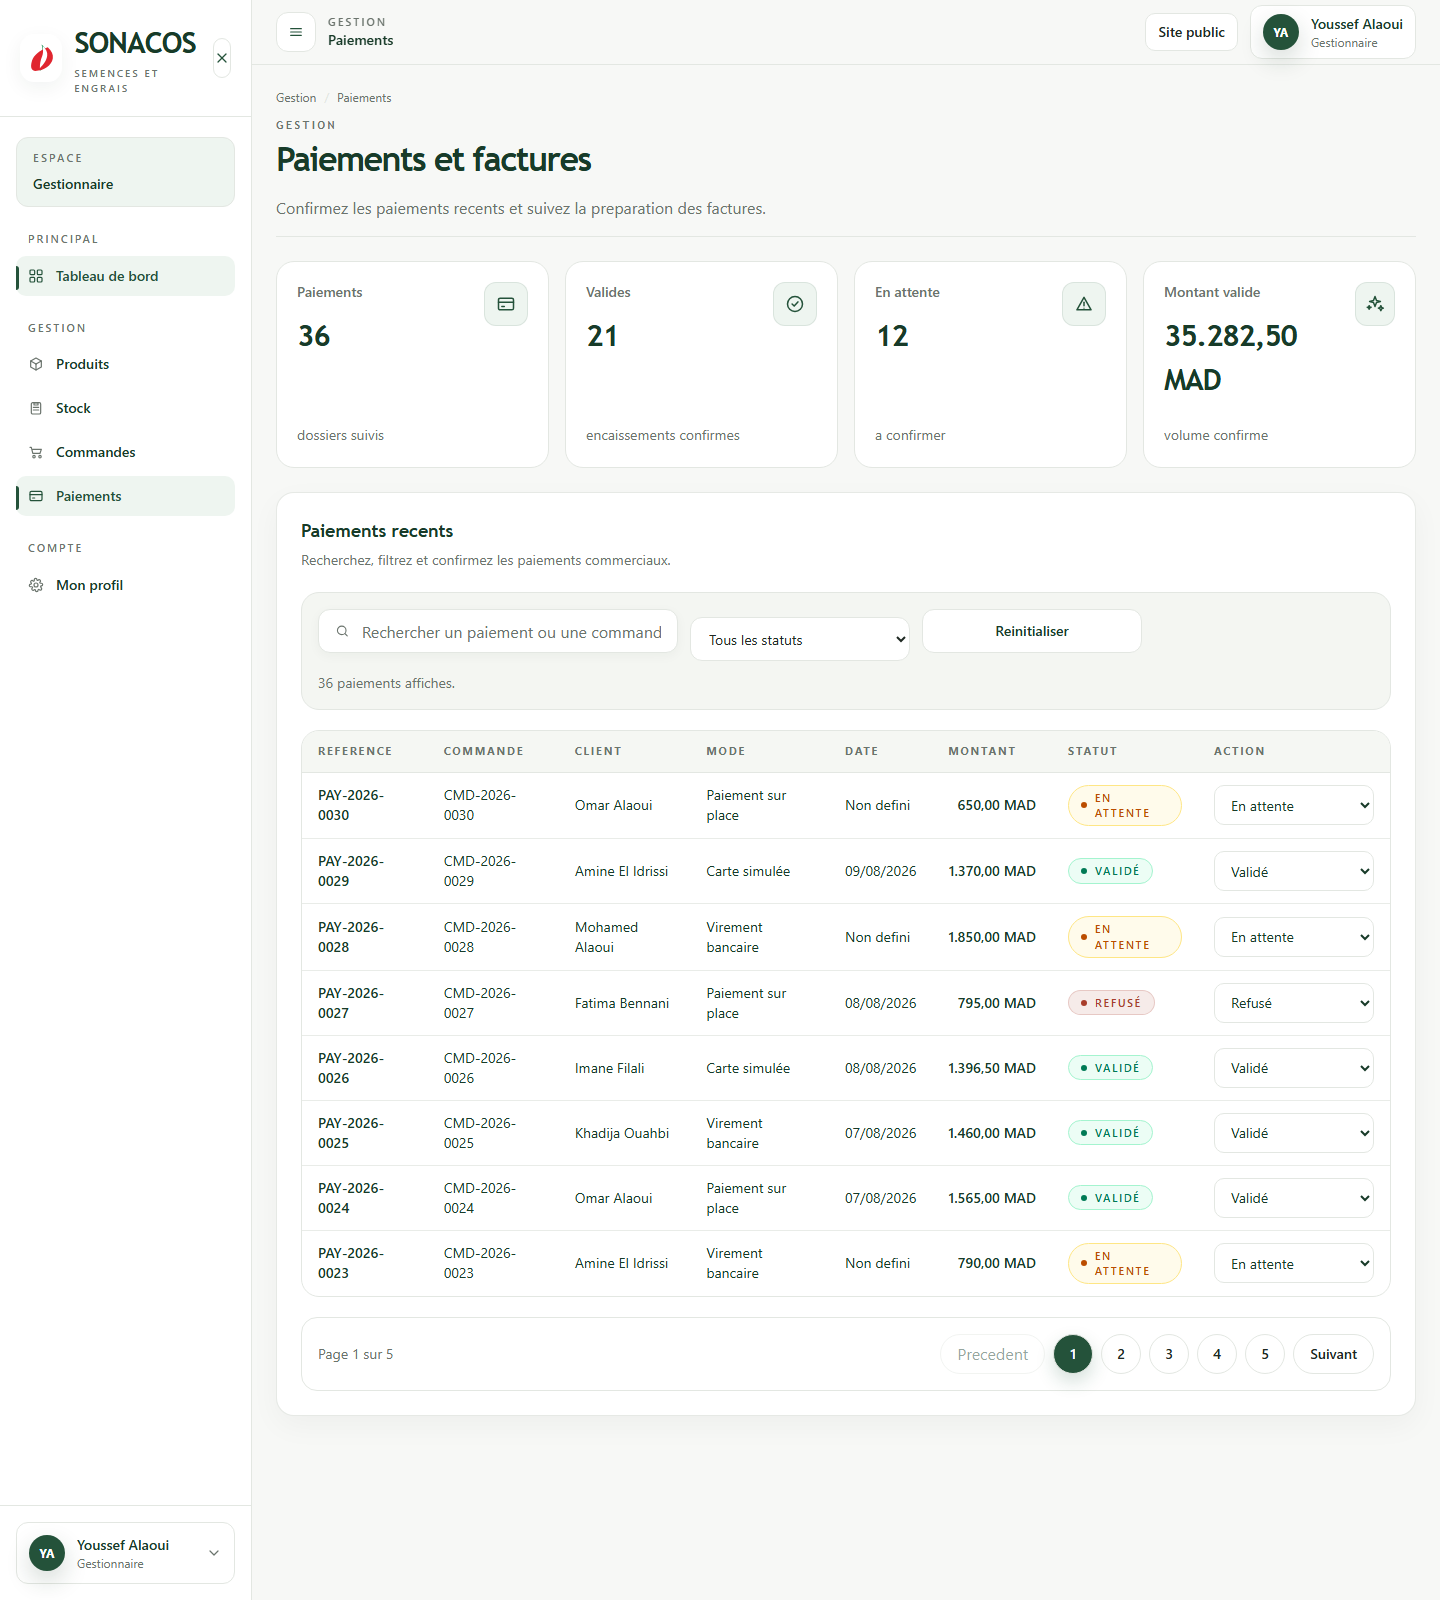 SONACOS
SEMENCES ET
ENGRAIS
ESPACE
Gestionnaire
PRINCIPAL
Tableau de bord
GESTION
Produits
Stock
Commandes
Paiements
COMPTE
Mon profil
YA
Youssef Alaoui
Gestionnaire
GESTION
Paiements
Site public
YA
Youssef Alaoui
Gestionnaire
Gestion / Paiements
GESTION
Paiements et factures
Confirmez les paiements recents et suivez la preparation des factures.
Paiements
36
dossiers suivis
Valides
21
encaissements confirmes
En attente
12
a confirmer
Montant valide
35.282,50
MAD
volume confirme
Paiements recents
Recherchez, filtrez et confirmez les paiements commerciaux.
Rechercher un paiement ou une command
Tous les statuts
Reinitialiser
36 paiements affiches.
REFERENCE COMMANDE CLIENT MODE DATE MONTANT STATUT ACTION
PAY-2026-0030 CMD-2026-0030 Omar Alaoui Paiement sur place Non defini 650,00 MAD EN ATTENTE En attente
PAY-2026-0029 CMD-2026-0029 Amine El Idrissi Carte simulée 09/08/2026 1.370,00 MAD VALIDÉ Validé
PAY-2026-0028 CMD-2026-0028 Mohamed Alaoui Virement bancaire Non defini 1.850,00 MAD EN ATTENTE En attente
PAY-2026-0027 CMD-2026-0027 Fatima Bennani Paiement sur place 08/08/2026 795,00 MAD REFUSÉ Refusé
PAY-2026-0026 CMD-2026-0026 Imane Filali Carte simulée 08/08/2026 1.396,50 MAD VALIDÉ Validé
PAY-2026-0025 CMD-2026-0025 Khadija Ouahbi Virement bancaire 07/08/2026 1.460,00 MAD VALIDÉ Validé
PAY-2026-0024 CMD-2026-0024 Omar Alaoui Paiement sur place 07/08/2026 1.565,00 MAD VALIDÉ Validé
PAY-2026-0023 CMD-2026-0023 Amine El Idrissi Virement bancaire Non defini 790,00 MAD EN ATTENTE En attente
Page 1 sur 5
Precedent 1 2 3 4 5 Suivant